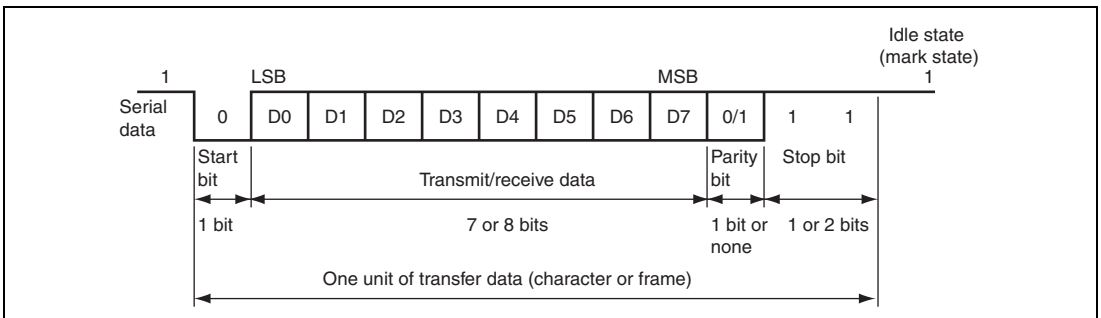 Idle state
(mark state)
1 LSB MSB 1
Serial
data
0 D0 D1 D2 D3 D4 D5 D6 D7 0/1 1 1
Start
bit
Transmit/receive data
Parity
bit
Stop bit
1 bit 7 or 8 bits 1 bit or
none
1 or 2 bits
One unit of transfer data (character or frame)